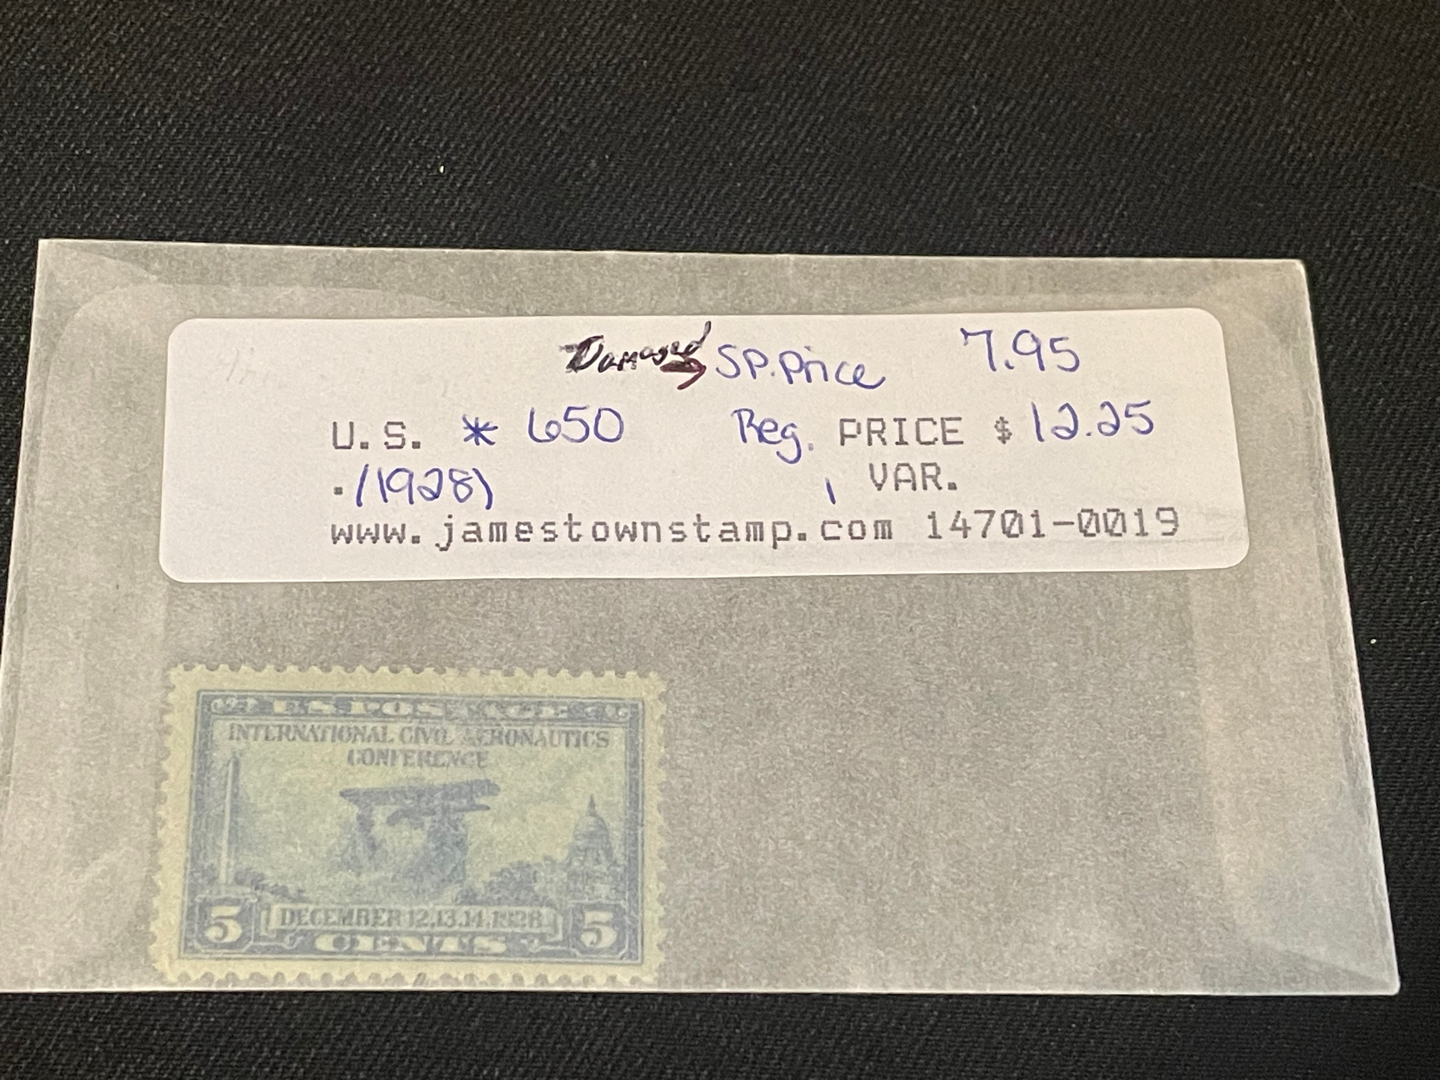 Damaged → SP. Price 7.95
U.S. * 650 Reg. PRICE $ 12.25
.(1928) VAR.
www.jamestownstamp.com 14701-0019
U.S. POSTAGE
INTERNATIONAL CIVIL AERONAUTICS
CONFERENCE
5 DECEMBER 12,13,14,1928 5
CENTS